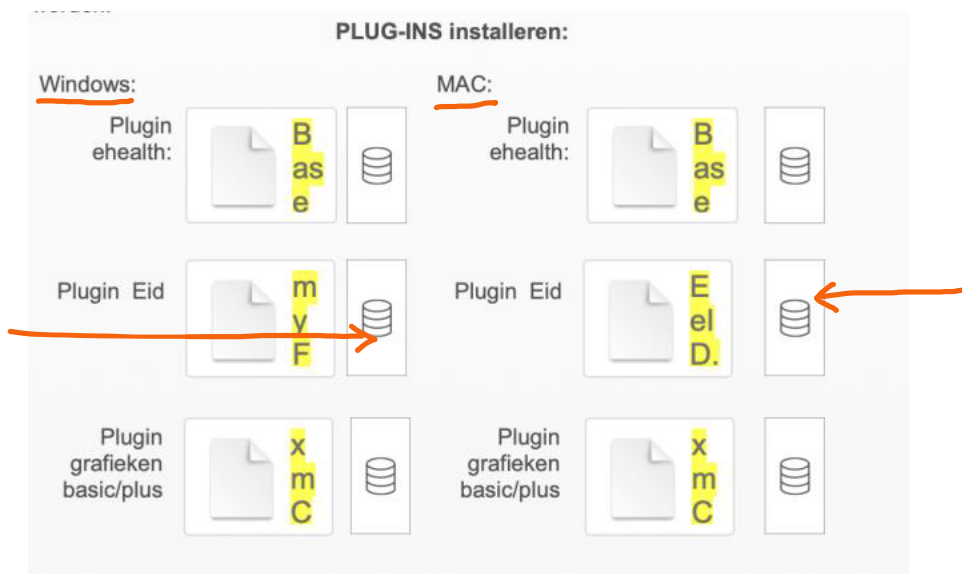 PLUG-INS installeren:
Windows:
MAC:
Plugin
ehealth:
B
as
e
Plugin
ehealth:
B
as
e
Plugin Eid
m
y
F
Plugin Eid
E
el
D.
Plugin
grafieken
basic/plus
x
m
C
Plugin
grafieken
basic/plus
x
m
C